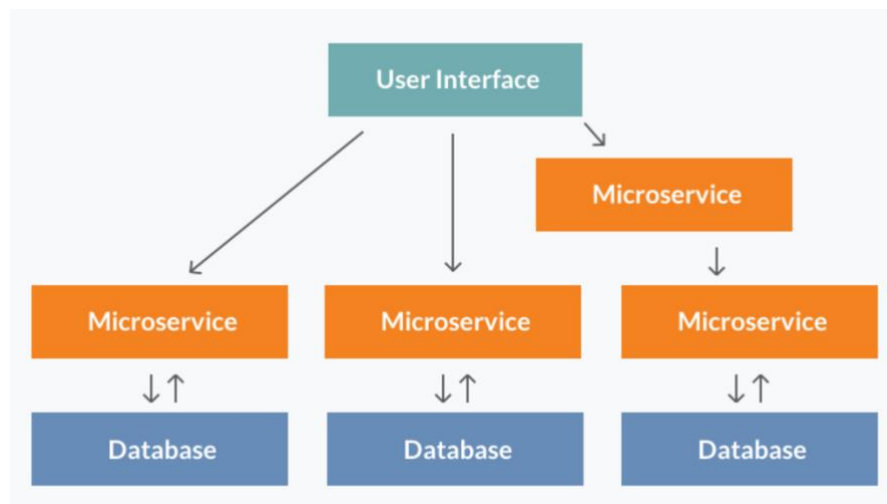 User Interface
Microservice
Microservice
Microservice
Microservice
Database
Database
Database